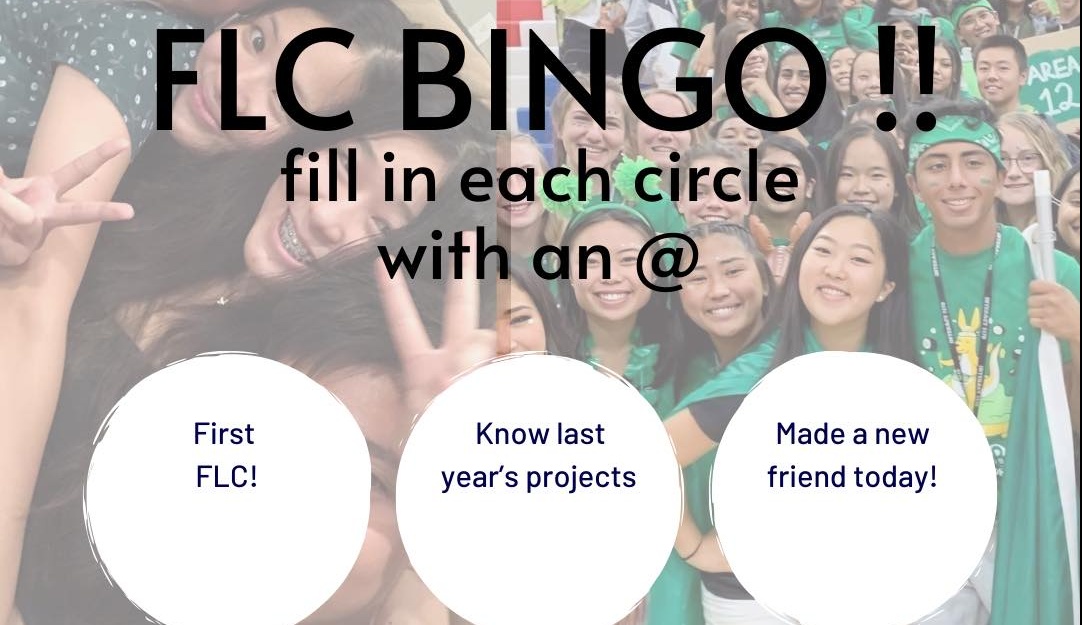 FLC BINGO !!
fill in each circle
with an @
AREA
12
First
FLC!
Know last
year's projects
Made a new
friend today!